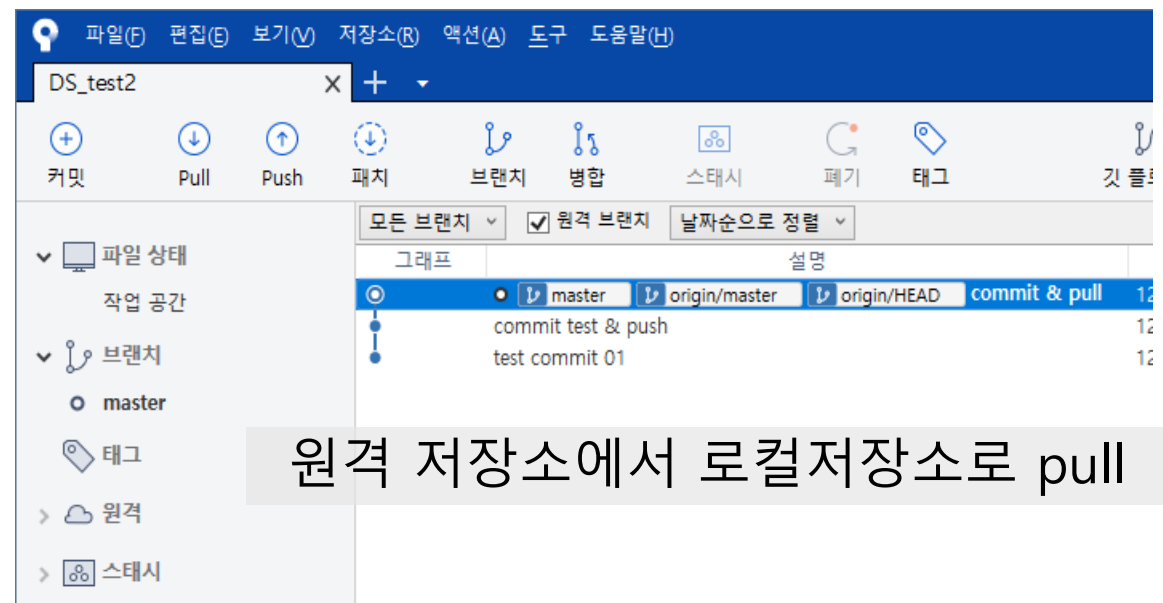 파일(F) 편집(E) 보기(V) 저장소(R) 액션(A) 도구 도움말(H)
DS_test2
커밋 Pull Push 패치 브랜치 병합 스태시 폐기 태그 깃
모든 브랜치 원격 브랜치 날짜순으로 정렬
파일 상태
그래프 설명
작업 공간
master origin/master origin/HEAD commit & pull 12
commit test & push 12
test commit 01 12
브랜치
master
태그
원격 저장소에서 로컬저장소로 pull
원격
스태시